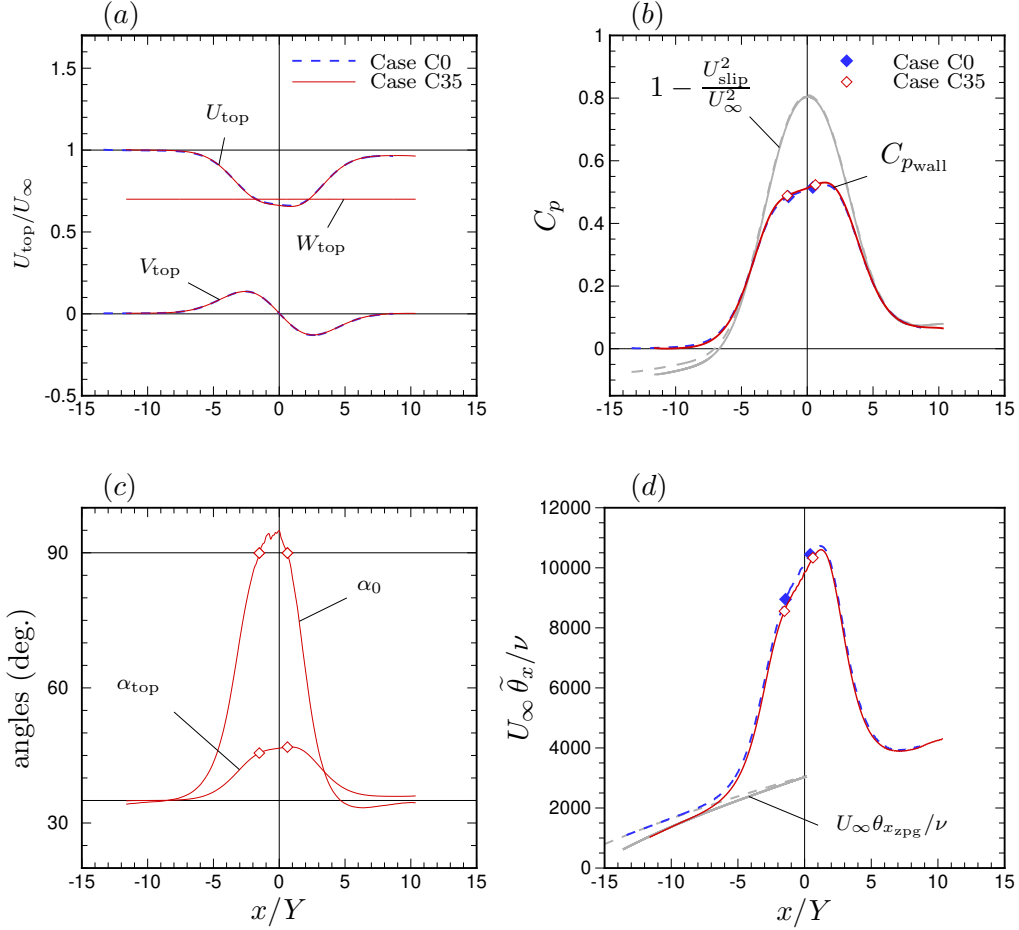 (a)
1.5
1
0.5
0
-0.5
U_top/U_∞
Case C0
Case C35
U_top
W_top
V_top
-15 -10 -5 0 5 10 15
(b)
1
0.8
0.6
0.4
0.2
0
C_p
1 − U²_slip/U²_∞
Case C0
Case C35
C_p_wall
-15 -10 -5 0 5 10 15
(c)
90
60
30
angles (deg.)
α_0
α_top
-15 -10 -5 0 5 10 15
x/Y
(d)
12000
10000
8000
6000
4000
2000
0
U_∞ θ̃_x/ν
U_∞θ_x_zpg/ν
-15 -10 -5 0 5 10 15
x/Y